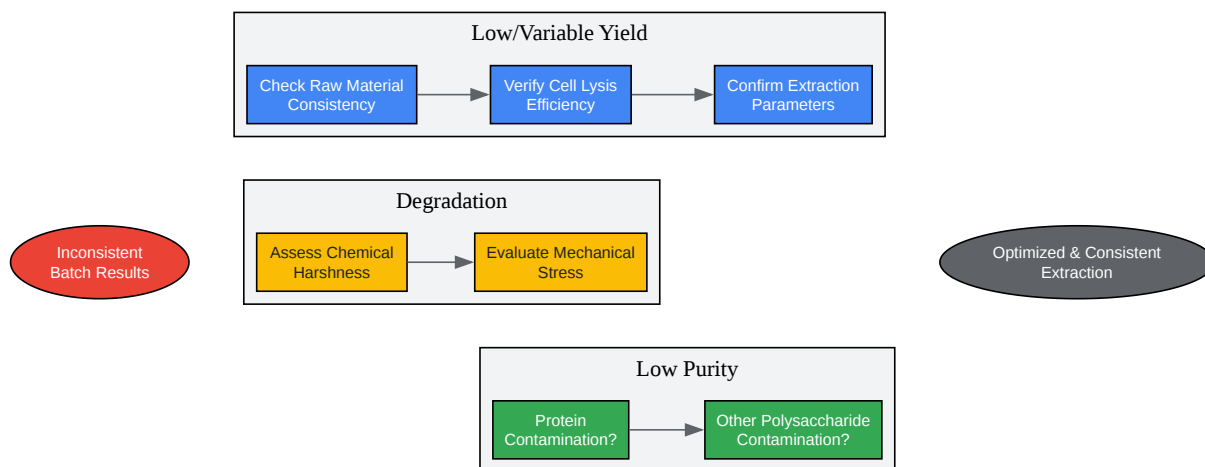 Low/Variable Yield
Check Raw Material
Consistency
Verify Cell Lysis
Efficiency
Confirm Extraction
Parameters
Degradation
Inconsistent
Batch Results
Assess Chemical
Harshness
Evaluate Mechanical
Stress
Optimized & Consistent
Extraction
Low Purity
Protein
Contamination?
Other Polysaccharide
Contamination?